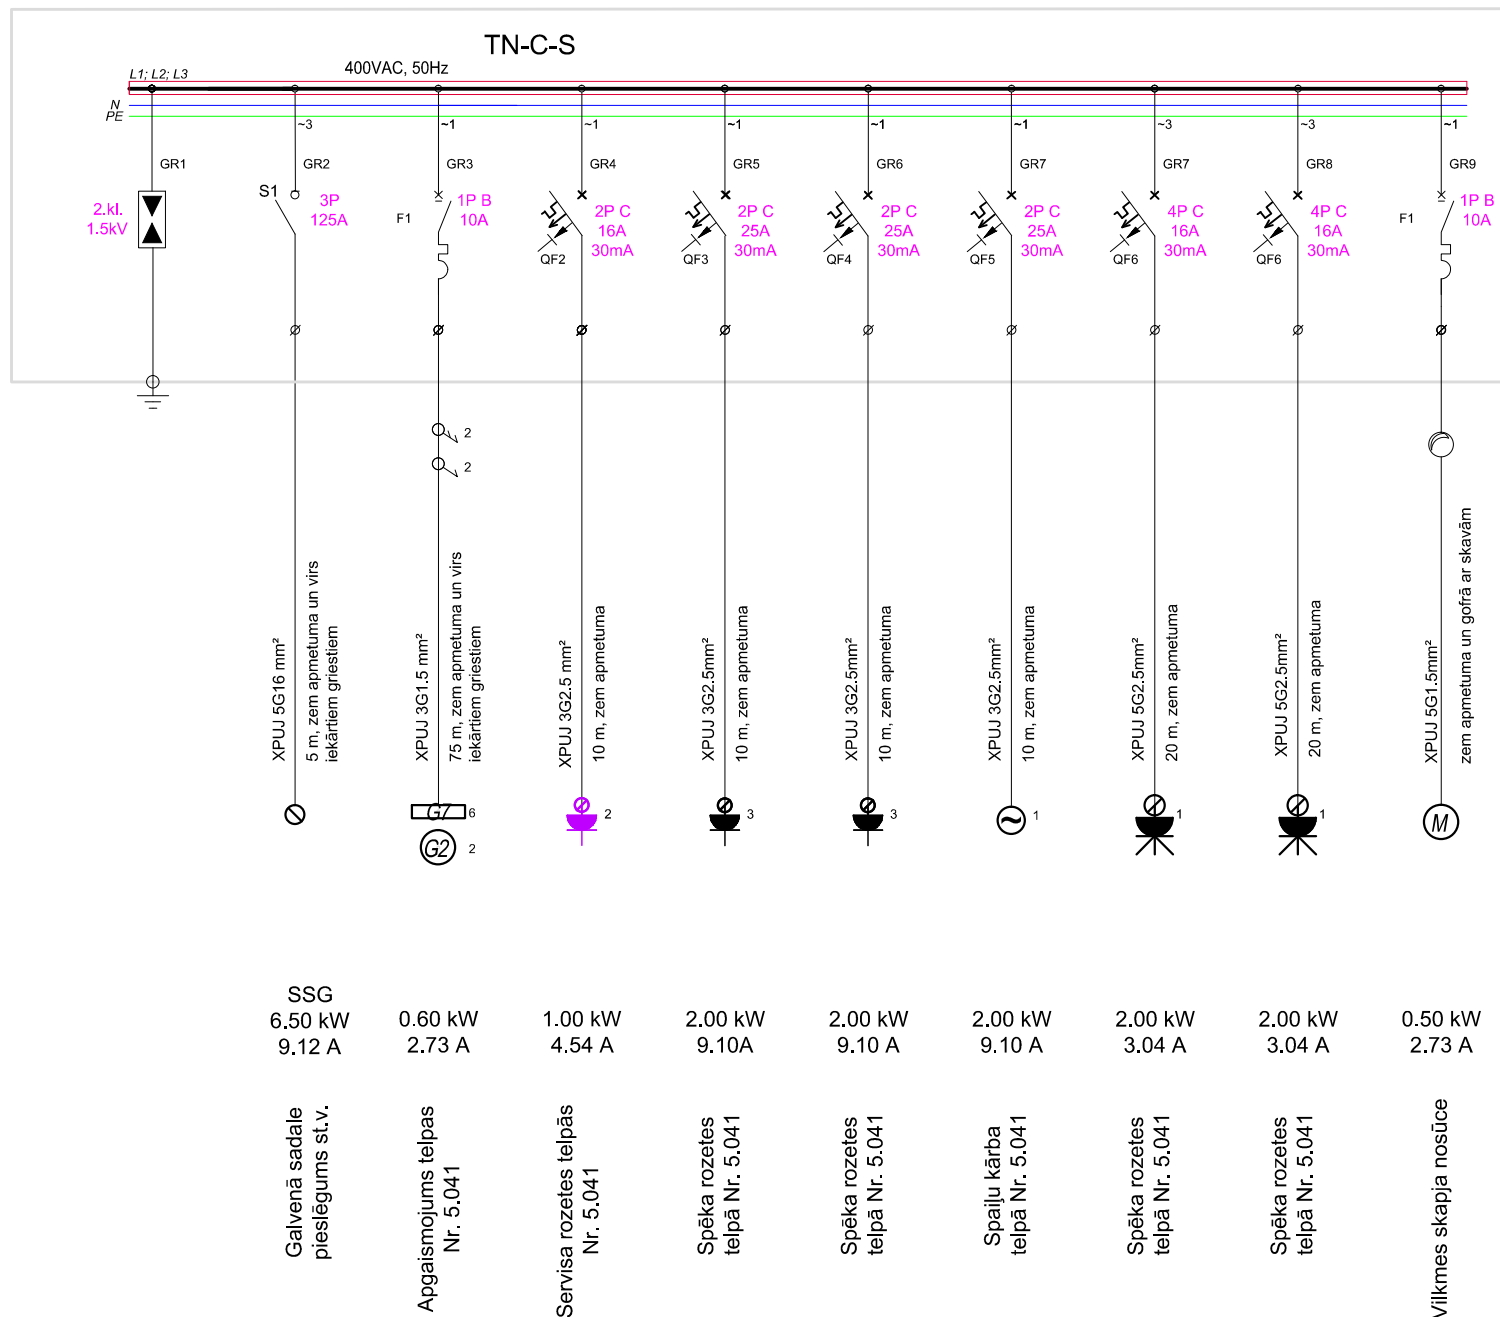 TN-C-S
400VAC, 50Hz
L1; L2; L3
N
PE
~3
~1
~1
~1
~1
~1
~3
~3
~1
GR1
GR2
GR3
GR4
GR5
GR6
GR7
GR7
GR8
GR9
2.kl.
1.5kV
S1
3P
125A
F1
1P B
10A
QF2
2P C
16A
30mA
QF3
2P C
25A
30mA
QF4
2P C
25A
30mA
QF5
2P C
25A
30mA
QF6
4P C
16A
30mA
QF6
4P C
16A
30mA
F1
1P B
10A
2
2
XPUJ 5G16 mm²
5 m, zem apmetuma un virs
iekārtiem griestiem
XPUJ 3G1.5 mm²
75 m, zem apmetuma un virs
iekārtiem griestiem
XPUJ 3G2.5 mm²
10 m, zem apmetuma
XPUJ 3G2.5mm²
10 m, zem apmetuma
XPUJ 3G2.5mm²
10 m, zem apmetuma
XPUJ 3G2.5mm²
10 m, zem apmetuma
XPUJ 5G2.5mm²
20 m, zem apmetuma
XPUJ 5G2.5mm²
20 m, zem apmetuma
XPUJ 5G1.5mm²
zem apmetuma un gofrā ar skavām
G7 6
G2 2
2
3
3
~ 1
1
1
M
SSG
6.50 kW
9.12 A
0.60 kW
2.73 A
1.00 kW
4.54 A
2.00 kW
9.10A
2.00 kW
9.10 A
2.00 kW
9.10 A
2.00 kW
3.04 A
2.00 kW
3.04 A
0.50 kW
2.73 A
Galvenā sadale
pieslēgums st.v.
Apgaismojums telpas
Nr. 5.041
Servisa rozetes telpās
Nr. 5.041
Spēka rozetes
telpā Nr. 5.041
Spēka rozetes
telpā Nr. 5.041
Spaiļu kārba
telpā Nr. 5.041
Spēka rozetes
telpā Nr. 5.041
Spēka rozetes
telpā Nr. 5.041
Vilkmes skapja nosūce